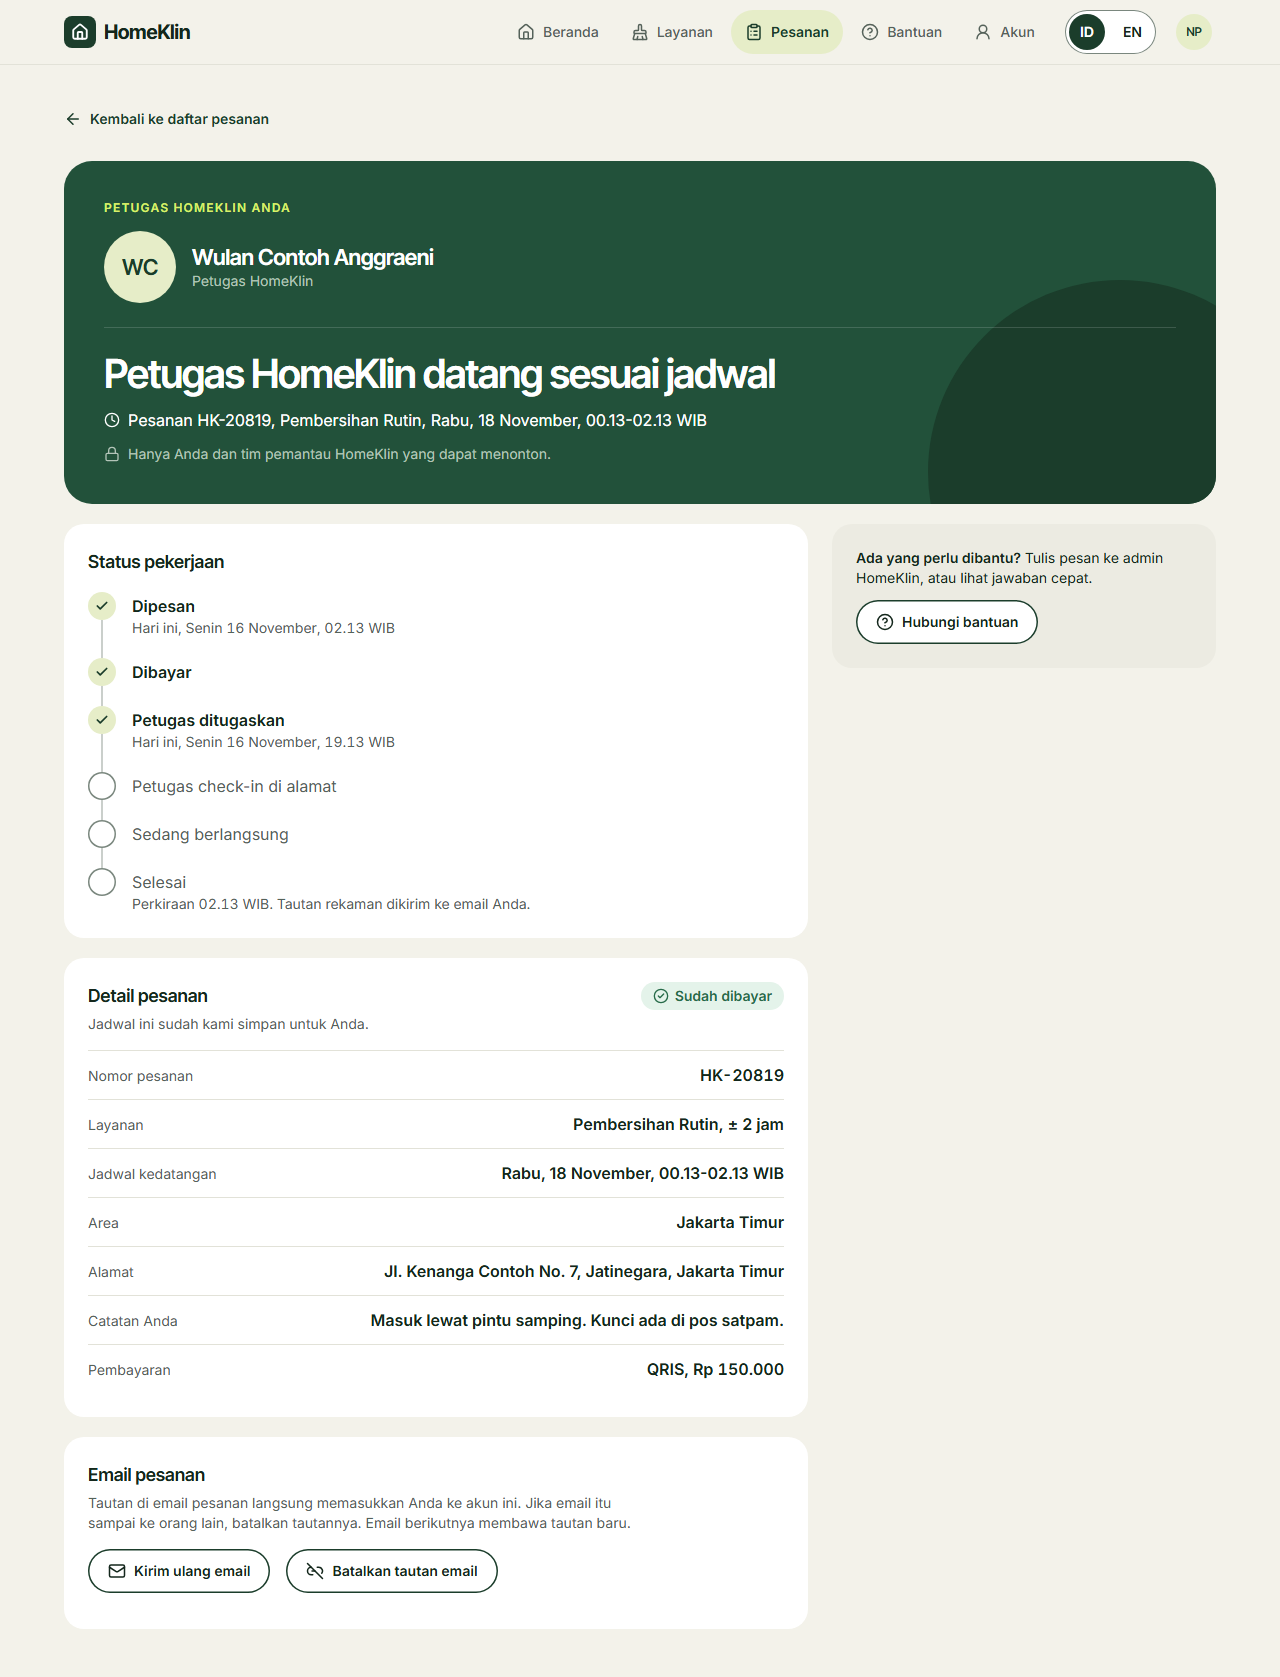 HomeKlin
Beranda
Layanan
Pesanan
Bantuan
Akun
ID
EN
NP
Kembali ke daftar pesanan
PETUGAS HOMEKLIN ANDA
WC
Wulan Contoh Anggraeni
Petugas HomeKlin
Petugas HomeKlin datang sesuai jadwal
Pesanan HK-20819, Pembersihan Rutin, Rabu, 18 November, 00.13-02.13 WIB
Hanya Anda dan tim pemantau HomeKlin yang dapat menonton.
Status pekerjaan
Dipesan
Hari ini, Senin 16 November, 02.13 WIB
Dibayar
Petugas ditugaskan
Hari ini, Senin 16 November, 19.13 WIB
Petugas check-in di alamat
Sedang berlangsung
Selesai
Perkiraan 02.13 WIB. Tautan rekaman dikirim ke email Anda.
Ada yang perlu dibantu? Tulis pesan ke admin
HomeKlin, atau lihat jawaban cepat.
Hubungi bantuan
Detail pesanan
Sudah dibayar
Jadwal ini sudah kami simpan untuk Anda.
Nomor pesanan
HK-20819
Layanan
Pembersihan Rutin, ± 2 jam
Jadwal kedatangan
Rabu, 18 November, 00.13-02.13 WIB
Area
Jakarta Timur
Alamat
Jl. Kenanga Contoh No. 7, Jatinegara, Jakarta Timur
Catatan Anda
Masuk lewat pintu samping. Kunci ada di pos satpam.
Pembayaran
QRIS, Rp 150.000
Email pesanan
Tautan di email pesanan langsung memasukkan Anda ke akun ini. Jika email itu
sampai ke orang lain, batalkan tautannya. Email berikutnya membawa tautan baru.
Kirim ulang email
Batalkan tautan email